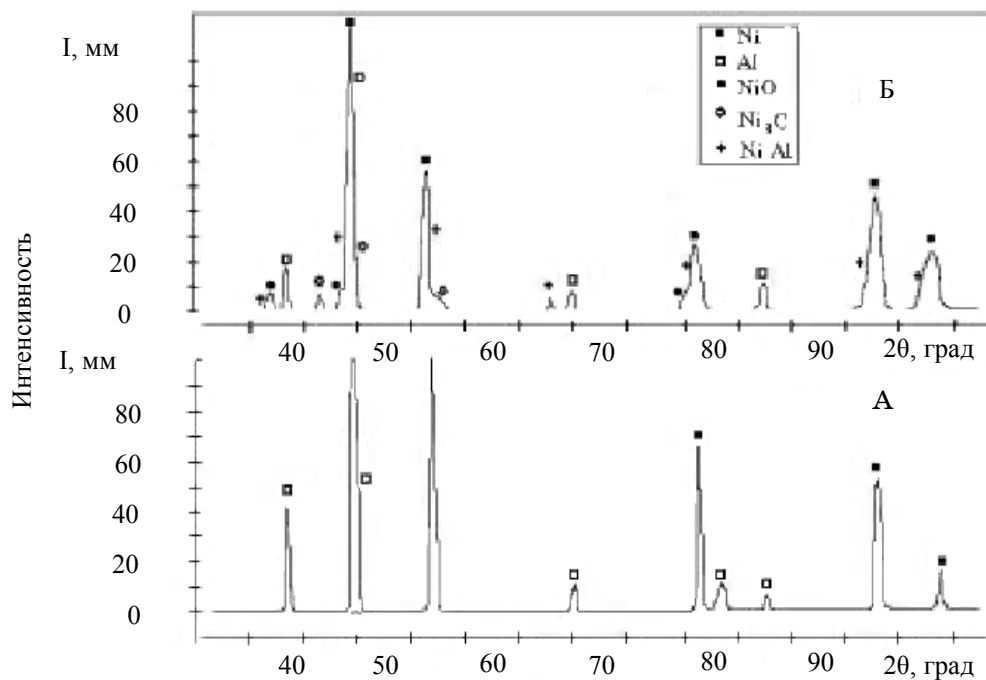 I, мм
80
60
40
20
0
Ni
Al
NiO
Ni₃C
Ni Al
Б
40 50 60 70 80 90 2θ, град
Интенсивность
I, мм
80
60
40
20
0
А
40 50 60 70 80 90 2θ, град